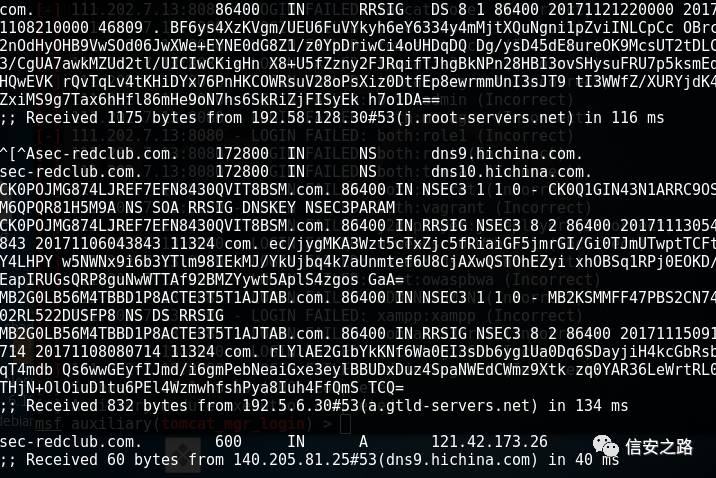 com.                    86400   IN      RRSIG   DS 8 1 86400 20171121220000 2017
1108210000 46809 . BF6ys4XzKVgm/UEU6FuVYkyh6eY6334y4mMjtXQuNgni1pZviINLCpCc OBrc
2nOdHyOHB9VwSOd06JwXWe+EYNE0dG8Z1/z0YpDriwCi4oUHDqDQ Dg/ysD45dE8ureOK9McsUT2tDLC
3/CgUA7awkMZUd2tl/UICIwCKigHn X8+U5fZzny2FJRqifTJhgBkNPn28HBI3ovSHysuFRU7p5ksmEd
HQwEVK rQvTqLv4tKHiDYx76PnHKCOWRsuV28oPsXiz0DtfEp8ewrmmUnI3sJT9 tI3WWfZ/XURYjdK4
ZxiMS9g7Tax6hHfl86mHe9oN7hs6SkRiZjFISyEk h7o1DA==
;; Received 1175 bytes from 192.58.128.30#53(j.root-servers.net) in 116 ms
^[^Asec-redclub.com.    172800  IN      NS      dns9.hichina.com.
sec-redclub.com.        172800  IN      NS      dns10.hichina.com.
CK0POJMG874LJREF7EFN8430QVIT8BSM.com. 86400 IN NSEC3 1 1 0 - CK0Q1GIN43N1ARRC9OS
M6QPQR81H5M9A NS SOA RRSIG DNSKEY NSEC3PARAM
CK0POJMG874LJREF7EFN8430QVIT8BSM.com. 86400 IN RRSIG NSEC3 8 2 86400 20171113054
843 20171106043843 11324 com. ec/jygMKA3Wzt5cTxZjc5fRiaiGF5jmrGI/Gi0TJmUTwptTCFt
Y4LHPY w5NWNx9i6b3YTlm98IEkMJ/YkUjbq4k7aUnmtef6U8CjAXwQSTOhEZyi xhOBSq1RPj0EOKD/
EapIRUGsQRP8guNwWTTAf92BMZYywt5AplS4zgos GaA=
MB2G0LB56M4TBBD1P8ACTE3T5T1AJTAB.com. 86400 IN NSEC3 1 1 0 - MB2KSMMFF47PBS2CN74
02RL522DUSFP8 NS DS RRSIG
MB2G0LB56M4TBBD1P8ACTE3T5T1AJTAB.com. 86400 IN RRSIG NSEC3 8 2 86400 20171115091
714 20171108080714 11324 com. rLYlAE2G1bYkKNf6Wa0EI3sDb6yg1Ua0Dq6SDayjiH4kcGbRsb
qT4mdb Qs6wwGEyfIJmd/i6gmPebNeaiGxe3eylBBUDxDuz4SpaNWEdCWmz9Xtk zq0YAR36LeWrtRL0
THjN+OlOiuD1tu6PEl4WzmwhfshPya8Iuh4FfQmS TCQ=
;; Received 832 bytes from 192.5.6.30#53(a.gtld-servers.net) in 134 ms
msf auxiliary(tomcat_mgr_login) >
sec-redclub.com.        600     IN      A       121.42.173.26
;; Received 60 bytes from 140.205.81.25#53(dns9.hichina.com) in 40 ms
信安之路